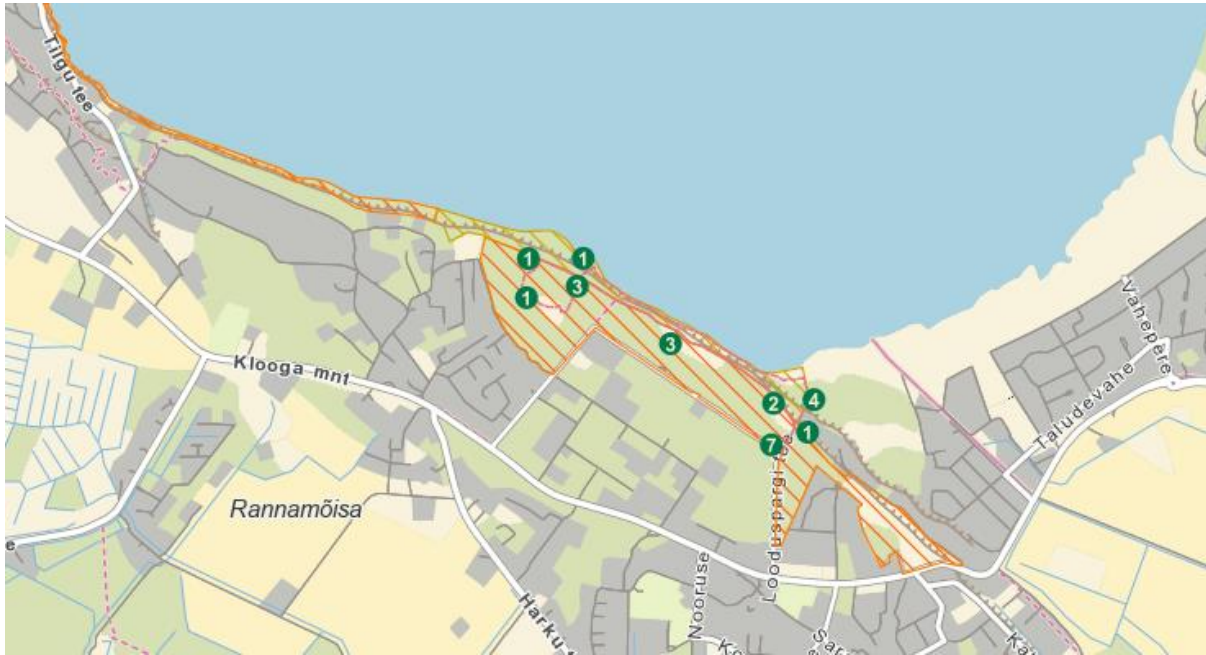 Tilgu tee
1
1
3
1
Vahepere
3
Klooga mnt
2
4
1
7
Taludevahe
Looduspargi tee
Rannamõisa
e
Nooruse
Harku t